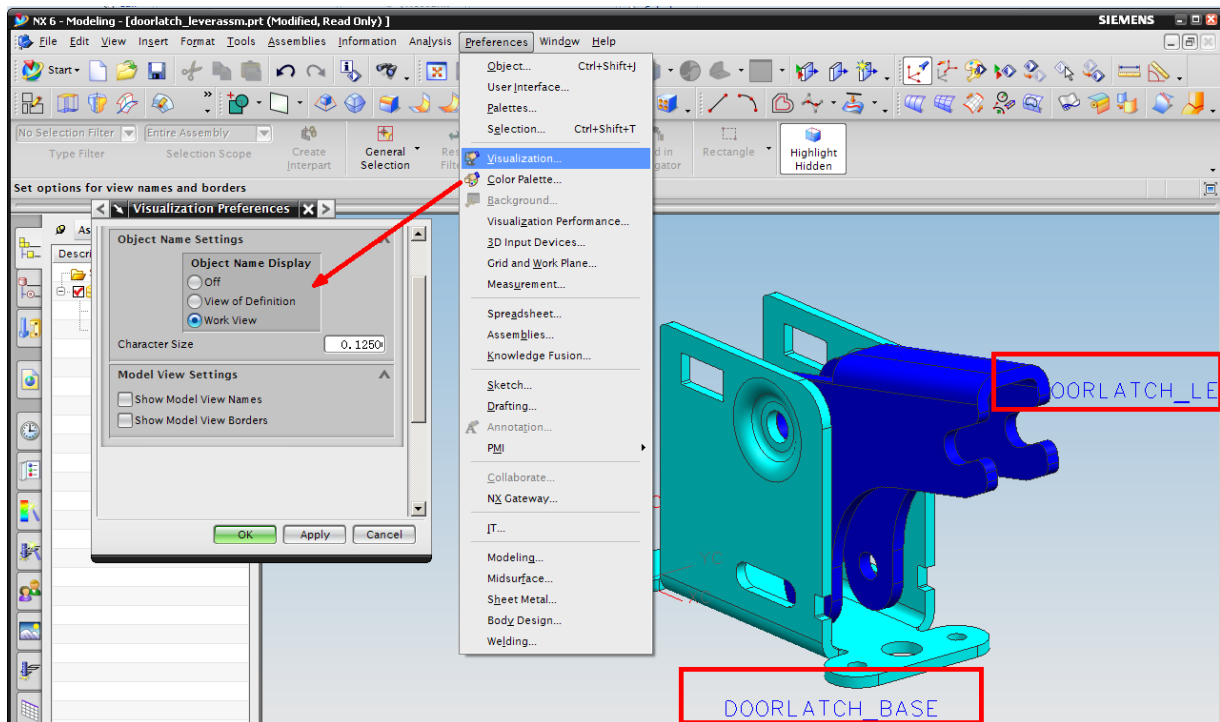 NX 6 - Modeling - [doorlatch_leverassm.prt (Modified, Read Only) ]
SIEMENS
File Edit View Insert Format Tools Assemblies Information Analysis Preferences Window Help
Start
No Selection Filter
Entire Assembly
Type Filter
Selection Scope
Create Interpart
General Selection
Rectangle
Highlight Hidden
Set options for view names and borders
Visualization Preferences
Object Name Settings
Object Name Display
Off
View of Definition
Work View
Character Size 0.1250
Model View Settings
Show Model View Names
Show Model View Borders
OK Apply Cancel
Object... Ctrl+Shift+J
User Interface...
Palettes...
Selection... Ctrl+Shift+T
Visualization...
Color Palette...
Background...
Visualization Performance...
3D Input Devices...
Grid and Work Plane...
Measurement...
Spreadsheet...
Assemblies...
Knowledge Fusion...
Sketch...
Drafting...
Annotation...
PMI
Collaborate...
NX Gateway...
IT...
Modeling...
Midsurface...
Sheet Metal...
Body Design...
Welding...
OORLATCH_LE
YC
DOORLATCH_BASE